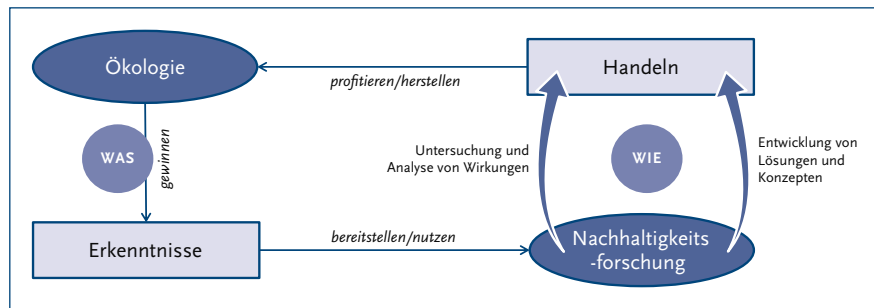 Ökologie
Handeln
profitieren/herstellen
WAS
gewinnen
Untersuchung und
Analyse von Wirkungen
WIE
Entwicklung von
Lösungen und
Konzepten
Erkenntnisse
bereitstellen/nutzen
Nachhaltigkeits
-forschung